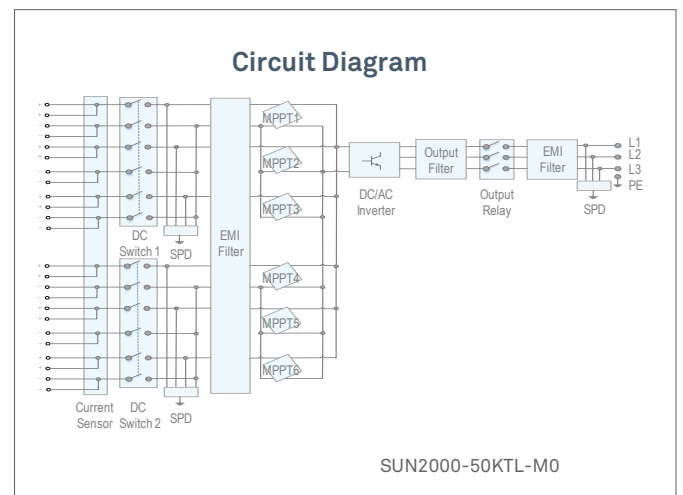 Circuit Diagram
MPPT1
MPPT2
MPPT3
MPPT4
MPPT5
MPPT6
DC
Switch 1
SPD
EMI
Filter
Current
Sensor
DC
Switch 2
SPD
DC/AC
Inverter
Output
Filter
Output
Relay
EMI
Filter
SPD
L1
L2
L3
PE
SUN2000-50KTL-M0